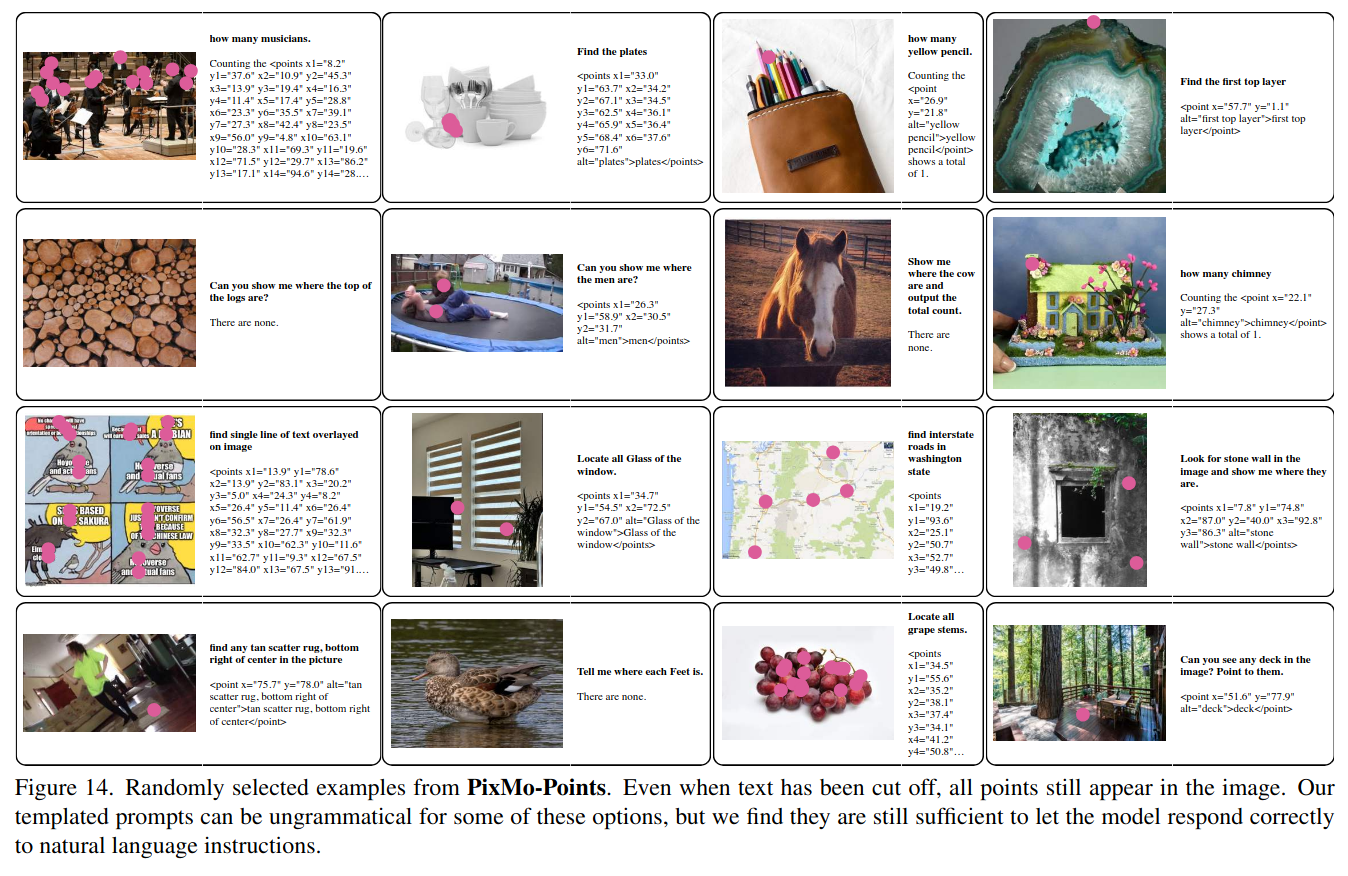 how many musicians.
Counting the <points x1="8.2"
y1="37.6" x2="10.9" y2="45.3"
x3="13.9" y3="19.4" x4="16.3"
y4="11.4" x5="17.4" y5="28.8"
x6="23.3" y6="35.5" x7="39.1"
y7="27.3" x8="42.4" y8="23.5"
x9="56.0" y9="4.8" x10="63.1"
y10="28.3" x11="69.3" y11="19.6"
x12="71.5" y12="29.7" x13="86.2"
y13="17.1" x14="94.6" y14="28....
Find the plates
<points x1="33.0"
y1="63.7" x2="34.2"
y2="67.1" x3="34.5"
y3="62.5" x4="36.1"
y4="65.9" x5="36.4"
y5="68.4" x6="37.6"
y6="71.6"
alt="plates">plates</points>
how many
yellow pencil.
Counting the
<point
x="26.9"
y="21.8"
alt="yellow
pencil">yellow
pencil</point>
shows a total
of 1.
Find the first top layer
<point x="57.7" y="1.1"
alt="first top layer">first top
layer</point>
Can you show me where the top of
the logs are?
There are none.
Can you show me where
the men are?
<points x1="26.3"
y1="58.9" x2="30.5"
y2="31.7"
alt="men">men</points>
Show me
where the cow
are and
output the
total count.
There are
none.
how many chimney
Counting the <point x="22.1"
y="27.3"
alt="chimney">chimney</point>
shows a total of 1.
find single line of text overlayed
on image
<points x1="13.9" y1="78.6"
x2="13.9" y2="83.1" x3="20.2"
y3="5.0" x4="24.3" y4="8.2"
x5="26.4" y5="11.4" x6="26.4"
y6="56.5" x7="26.4" y7="61.9"
x8="32.3" y8="27.7" x9="32.3"
y9="33.5" x10="62.3" y10="11.6"
x11="62.7" y11="9.3" x12="67.5"
y12="84.0" x13="67.5" y13="91....
Locate all Glass of the
window.
<points x1="34.7"
y1="54.5" x2="72.5"
y2="67.0" alt="Glass of the
window">Glass of the
window</points>
find interstate
roads in
washington
state
<points
x1="19.2"
y1="93.6"
x2="25.1"
y2="50.7"
x3="52.7"
y3="49.8"...
Look for stone wall in the
image and show me where they
are.
<points x1="7.8" y1="74.8"
x2="87.0" y2="40.0" x3="92.8"
y3="86.3" alt="stone
wall">stone wall</points>
find any tan scatter rug, bottom
right of center in the picture
<point x="75.7" y="78.0" alt="tan
scatter rug, bottom right of
center">tan scatter rug, bottom right
of center</point>
Tell me where each Feet is.
There are none.
Locate all
grape stems.
<points
x1="34.5"
y1="55.6"
x2="35.2"
y2="38.1"
x3="37.4"
y3="34.1"
x4="41.2"
y4="50.8"...
Can you see any deck in the
image? Point to them.
<point x="51.6" y="77.9"
alt="deck">deck</point>
Figure 14. Randomly selected examples from PixMo-Points. Even when text has been cut off, all points still appear in the image. Our
templated prompts can be ungrammatical for some of these options, but we find they are still sufficient to let the model respond correctly
to natural language instructions.